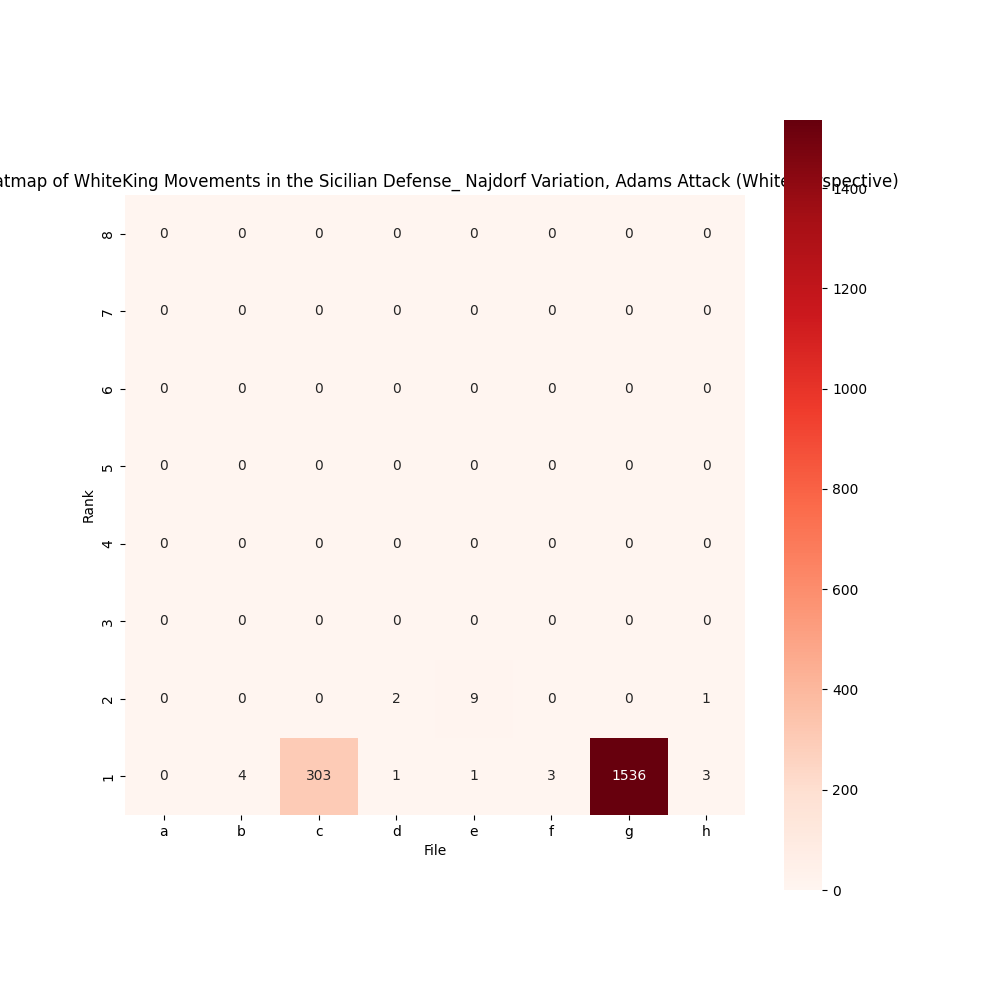 atmap of WhiteKing Movements in the Sicilian Defense_ Najdorf Variation, Adams Attack (White spective)
1400
1200
1000
800
600
400
200
0
Rank
8 0 0 0 0 0 0 0 0
7 0 0 0 0 0 0 0 0
6 0 0 0 0 0 0 0 0
5 0 0 0 0 0 0 0 0
4 0 0 0 0 0 0 0 0
3 0 0 0 0 0 0 0 0
2 0 0 0 2 9 0 0 1
1 0 4 303 1 1 3 1536 3
a b c d e f g h
File